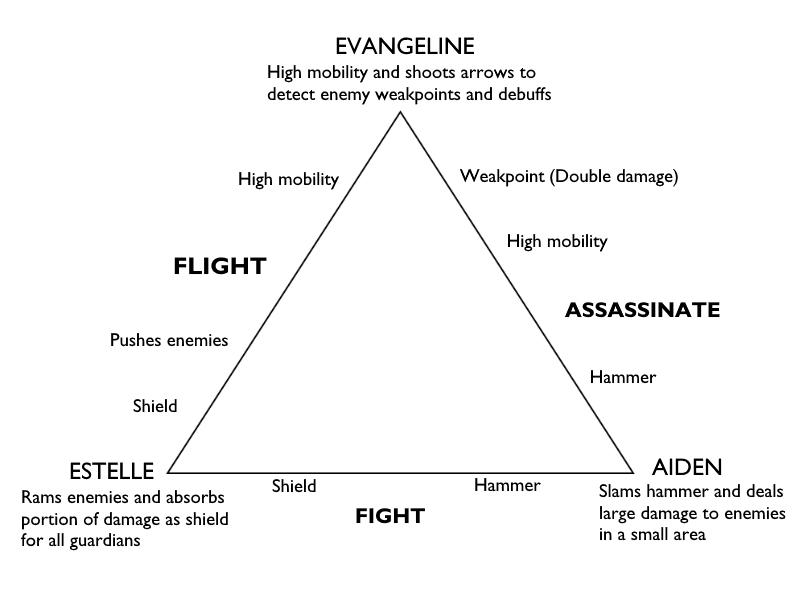 EVANGELINE
High mobility and shoots arrows to
detect enemy weakpoints and debuffs
High mobility
Weakpoint (Double damage)
High mobility
FLIGHT
ASSASSINATE
Pushes enemies
Hammer
Shield
ESTELLE
Rams enemies and absorbs
portion of damage as shield
for all guardians
Shield
Hammer
FIGHT
AIDEN
Slams hammer and deals
large damage to enemies
in a small area